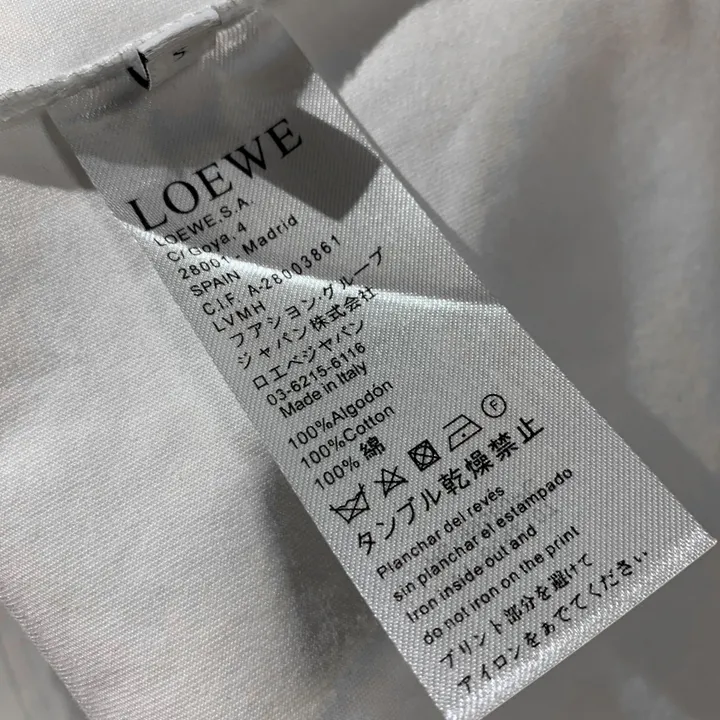 S
LOEWE
LOEWE.S.A.
C/ Goya, 4
28001 - Madrid
SPAIN
C.I.F. A-28003861
LVMH
フアション·グループ
ジャパン株式会社
ロエベジャパン
03-6215-6116
Made in Italy
100%Algodón
100%Cotton
100% 綿
F
タンブル乾燥禁止
Planchar del revés
sin planchar el estampado
Iron inside out and
do not iron on the print
プリント部分を避けて
アイロンをぁでてください